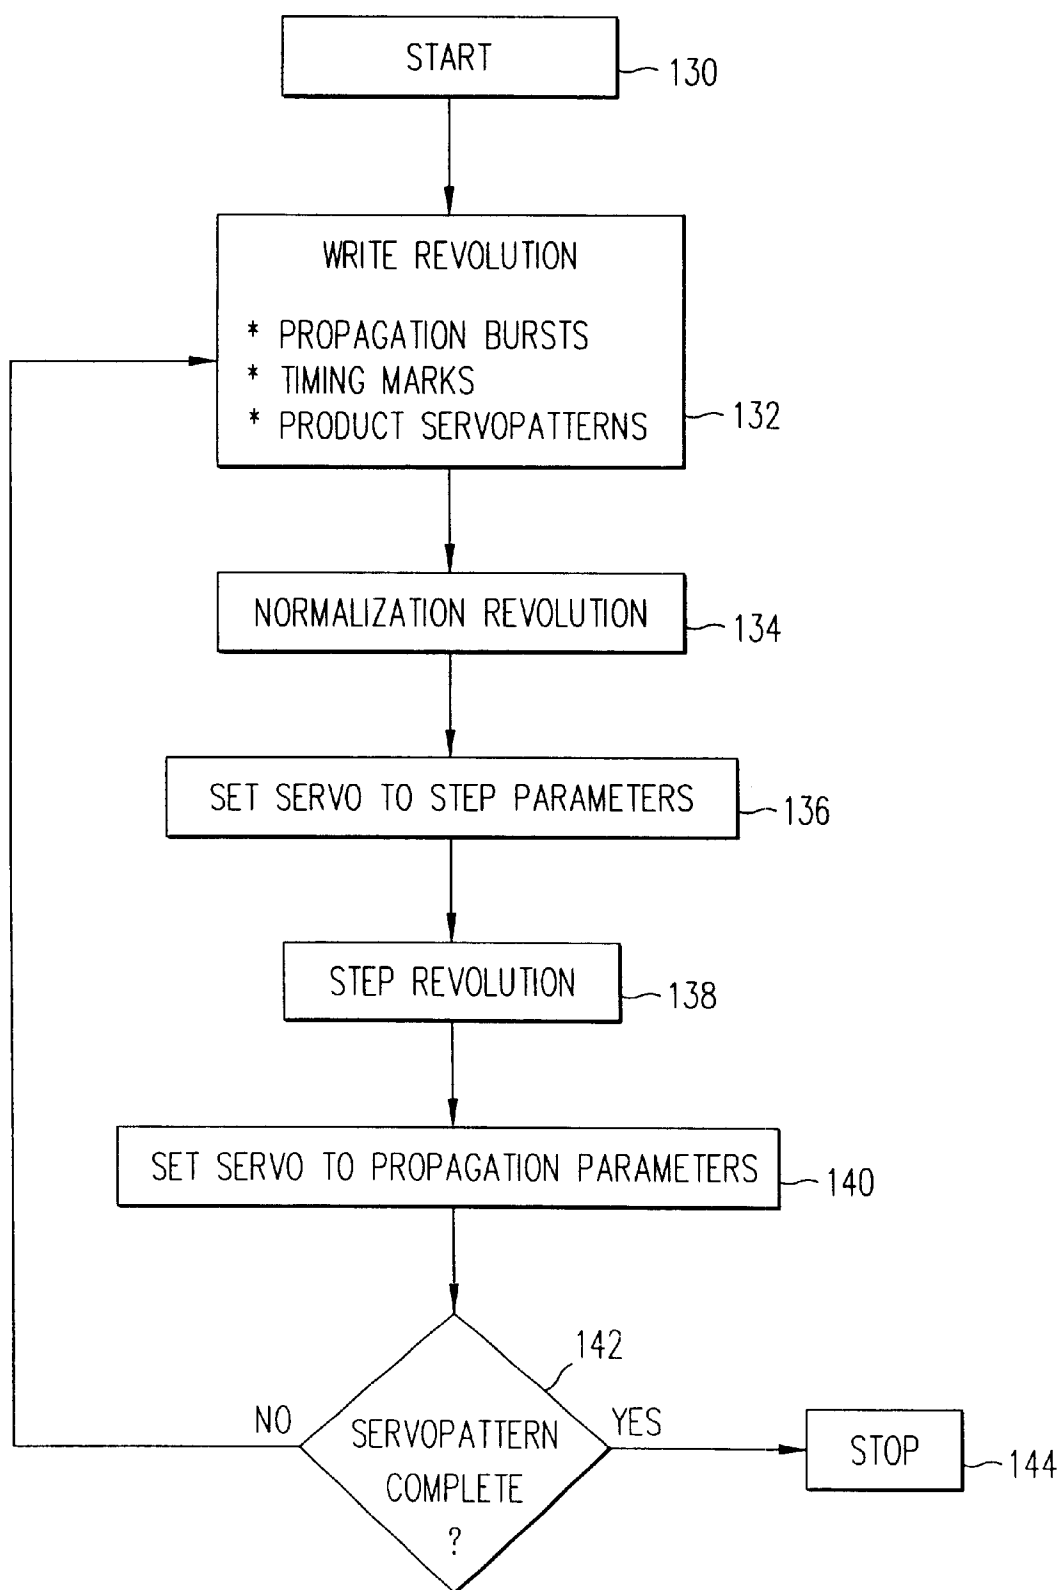 START
130
WRITE REVOLUTION
* PROPAGATION BURSTS
* TIMING MARKS
* PRODUCT SERVOPATTERNS
132
NORMALIZATION REVOLUTION
134
SET SERVO TO STEP PARAMETERS
136
STEP REVOLUTION
138
SET SERVO TO PROPAGATION PARAMETERS
140
142
NO
SERVOPATTERN
COMPLETE
?
YES
STOP
144